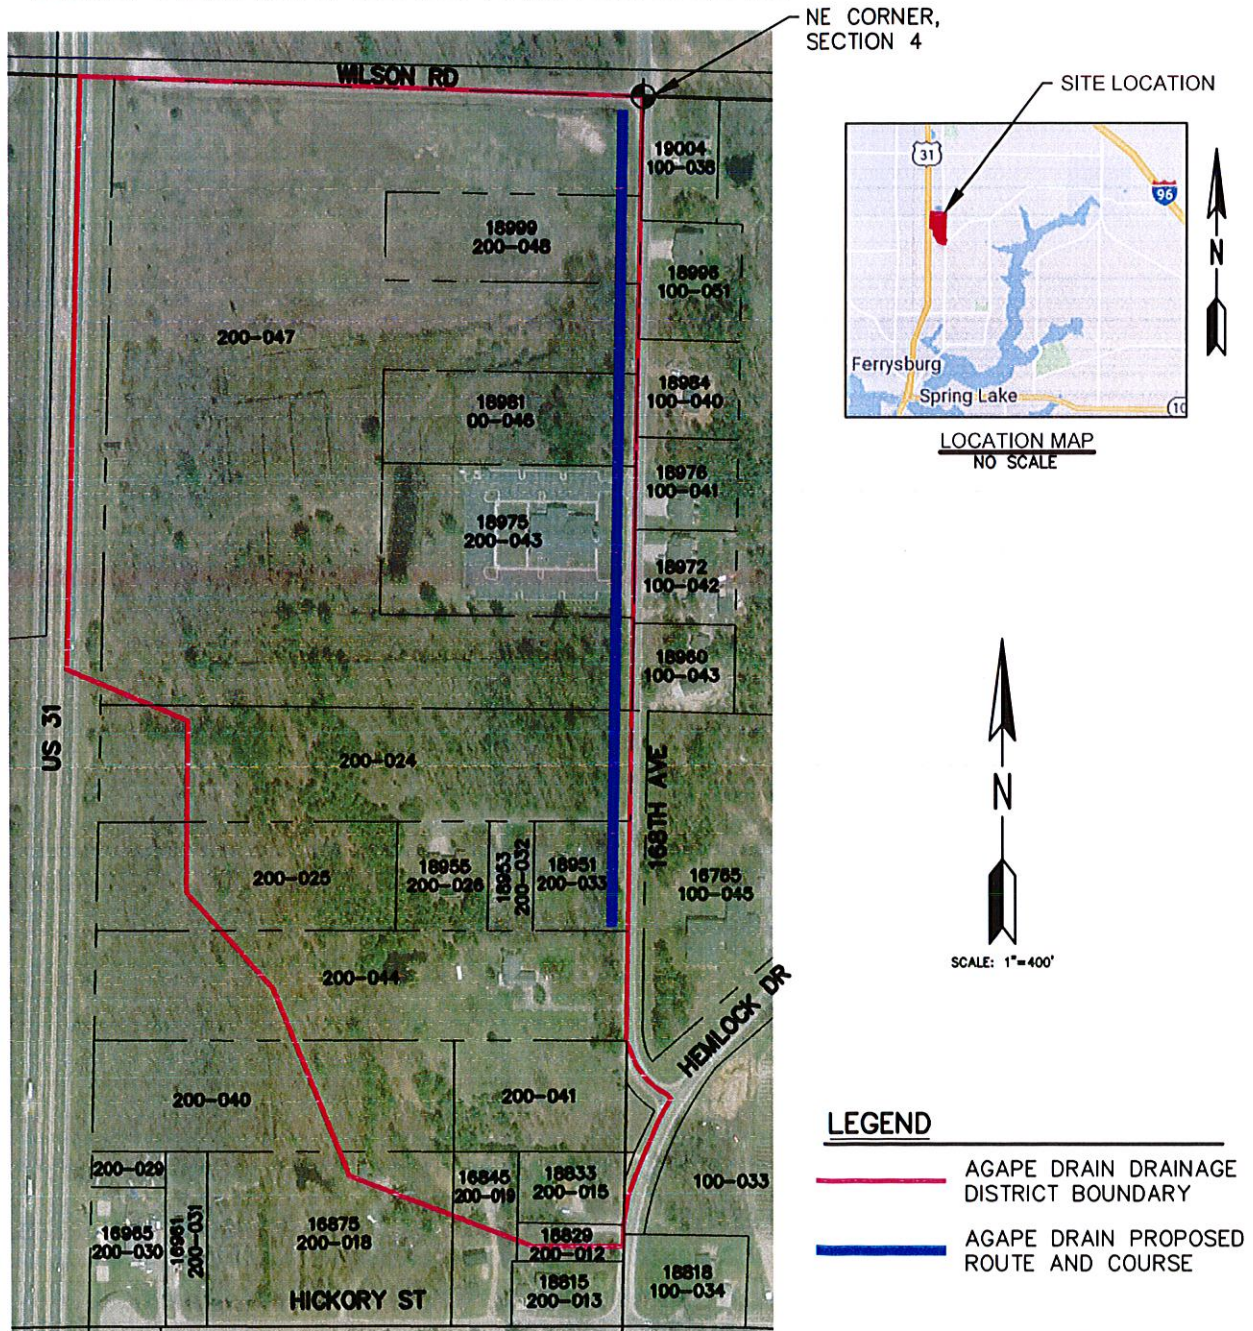 NE CORNER,
SECTION 4
SITE LOCATION
WILSON RD
19004
100-038
31
96
18999
200-048
18996
100-051
N
200-047
Ferrysburg
Spring Lake
10
18984
100-040
18981
00-046
LOCATION MAP
NO SCALE
18976
100-041
18975
200-043
18972
100-042
18960
100-043
US 31
200-024
168TH AVE
N
200-025
18955
200-026
18953
200-032
18951
200-033
16765
100-045
SCALE: 1"=400'
200-044
HEMLOCK DR
200-040
200-041
LEGEND
AGAPE DRAIN DRAINAGE
DISTRICT BOUNDARY
AGAPE DRAIN PROPOSED
ROUTE AND COURSE
200-029
16845
200-019
18833
200-015
100-033
16965
200-030
16961
200-031
16875
200-018
18829
200-012
HICKORY ST
18815
200-013
18818
100-034